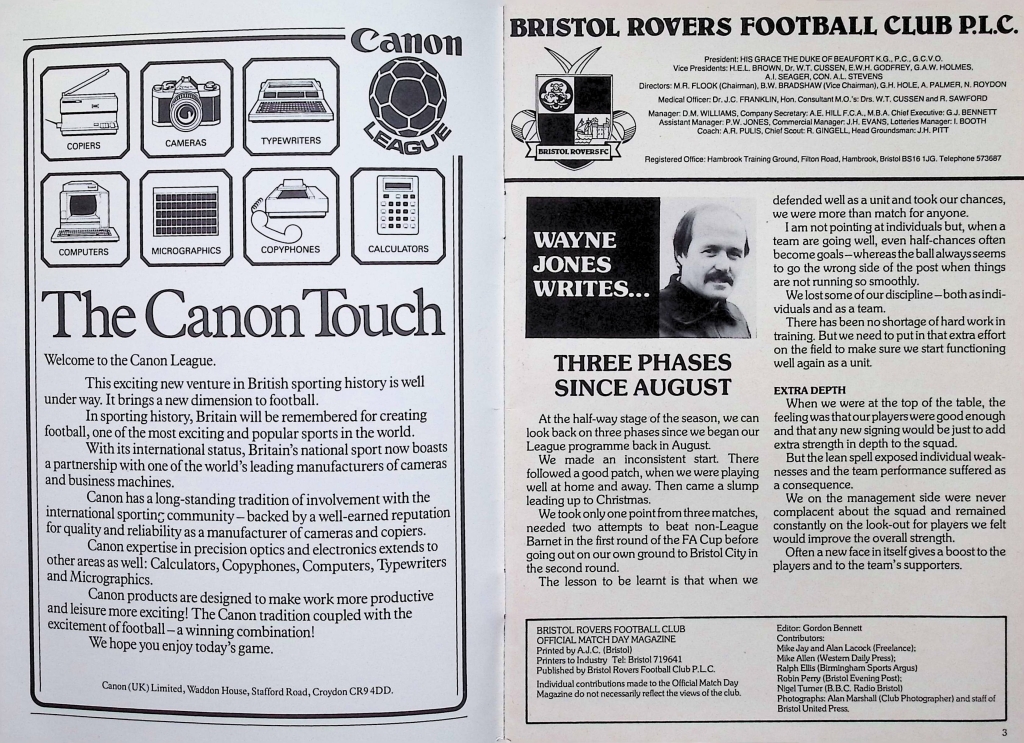 Canon
LEAGUE
COPIERS
CAMERAS
TYPEWRITERS
COMPUTERS
MICROGRAPHICS
COPYPHONES
CALCULATORS
The Canon Touch
Welcome to the Canon League.
This exciting new venture in British sporting history is well
under way. It brings a new dimension to football.
In sporting history, Britain will be remembered for creating
football, one of the most exciting and popular sports in the world.
With its international status, Britain's national sport now boasts
a partnership with one of the world's leading manufacturers of cameras
and business machines.
Canon has a long-standing tradition of involvement with the
international sporting community – backed by a well-earned reputation
for quality and reliability as a manufacturer of cameras and copiers.
Canon expertise in precision optics and electronics extends to
other areas as well: Calculators, Copyphones, Computers, Typewriters
and Micrographics.
Canon products are designed to make work more productive
and leisure more exciting! The Canon tradition coupled with the
excitement of football – a winning combination!
We hope you enjoy today's game.
Canon (UK) Limited, Waddon House, Stafford Road, Croydon CR9 4DD.
BRISTOL ROVERS FOOTBALL CLUB P.L.C.
BRISTOL ROVERS F.C
President: HIS GRACE THE DUKE OF BEAUFORT K.G., P.C., G.C.V.O.
Vice Presidents: H.E.L. BROWN, Dr. W.T. CUSSEN, E.W.H. GODFREY, G.A.W. HOLMES,
A.I. SEAGER, CON. A.L. STEVENS
Directors: M.R. FLOOK (Chairman), B.W. BRADSHAW (Vice Chairman), G.H. HOLE, A. PALMER, N. ROYDON
Medical Officer: Dr. J.C. FRANKLIN, Hon. Consultant M.O.'s: Drs. W.T. CUSSEN and R. SAWFORD
Manager: D.M. WILLIAMS, Company Secretary: A.E. HILL F.C.A., M.B.A, Chief Executive: G.J. BENNETT
Assistant Manager: P.W. JONES, Commercial Manager: J.H. EVANS, Lotteries Manager: I. BOOTH
Coach: A.R. PULIS, Chief Scout: R. GINGELL, Head Groundsman: J.H. PITT
Registered Office: Hambrook Training Ground, Filton Road, Hambrook, Bristol BS16 1JG. Telephone 573687
WAYNE
JONES
WRITES...
THREE PHASES
SINCE AUGUST
At the half-way stage of the season, we can
look back on three phases since we began our
League programme back in August.
We made an inconsistent start. There
followed a good patch, when we were playing
well at home and away. Then came a slump
leading up to Christmas.
We took only one point from three matches,
needed two attempts to beat non-League
Barnet in the first round of the FA Cup before
going out on our own ground to Bristol City in
the second round.
The lesson to be learnt is that when we
defended well as a unit and took our chances,
we were more than match for anyone.
I am not pointing at individuals but, when a
team are going well, even half-chances often
become goals – whereas the ball always seems
to go the wrong side of the post when things
are not running so smoothly.
We lost some of our discipline – both as indi-
viduals and as a team.
There has been no shortage of hard work in
training. But we need to put in that extra effort
on the field to make sure we start functioning
well again as a unit.
EXTRA DEPTH
When we were at the top of the table, the
feeling was that our players were good enough
and that any new signing would be just to add
extra strength in depth to the squad.
But the lean spell exposed individual weak-
nesses and the team performance suffered as
a consequence.
We on the management side were never
complacent about the squad and remained
constantly on the look-out for players we felt
would improve the overall strength.
Often a new face in itself gives a boost to the
players and to the team's supporters.
BRISTOL ROVERS FOOTBALL CLUB
OFFICIAL MATCH DAY MAGAZINE
Printed by A.J.C. (Bristol)
Printers to Industry Tel: Bristol 719641
Published by Bristol Rovers Football Club P.L.C.
Individual contributions made to the Official Match Day
Magazine do not necessarily reflect the views of the club.
Editor: Gordon Bennett
Contributors:
Mike Jay and Alan Lacock (Freelance);
Mike Allen (Western Daily Press);
Ralph Ellis (Birmingham Sports Argus)
Robin Perry (Bristol Evening Post);
Nigel Turner (B.B.C. Radio Bristol)
Photographs: Alan Marshall (Club Photographer) and staff of
Bristol United Press.
3